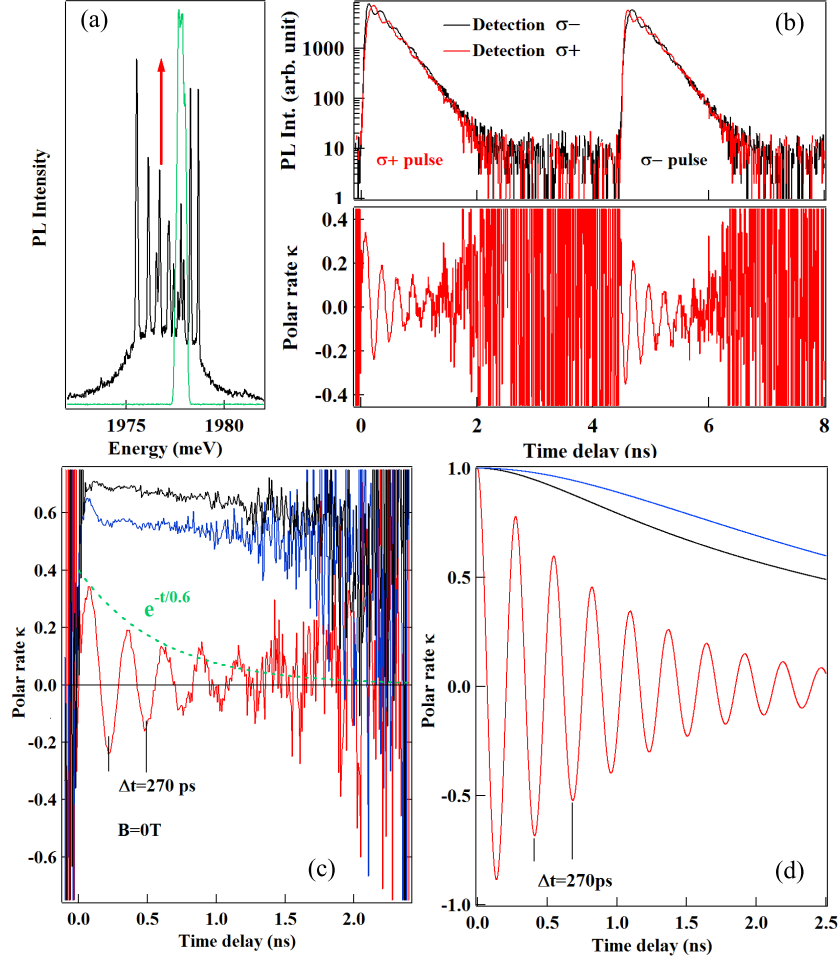 (a)
PL Intensity
1975
1980
Energy (meV)
(b)
Detection σ−
Detection σ+
PL Int. (arb. unit)
1000
100
10
1
σ+ pulse
σ− pulse
Polar rate κ
0.4
0.2
0.0
-0.2
-0.4
0
2
4
6
8
Time delay (ns)
(c)
Polar rate κ
0.6
0.4
0.2
0.0
-0.2
-0.4
-0.6
e^-t/0.6
Δt=270 ps
B=0T
0.0
0.5
1.0
1.5
2.0
Time delay (ns)
(d)
Polar rate κ
1.0
0.5
0.0
-0.5
-1.0
Δt=270ps
0.0
0.5
1.0
1.5
2.0
2.5
Time delay (ns)